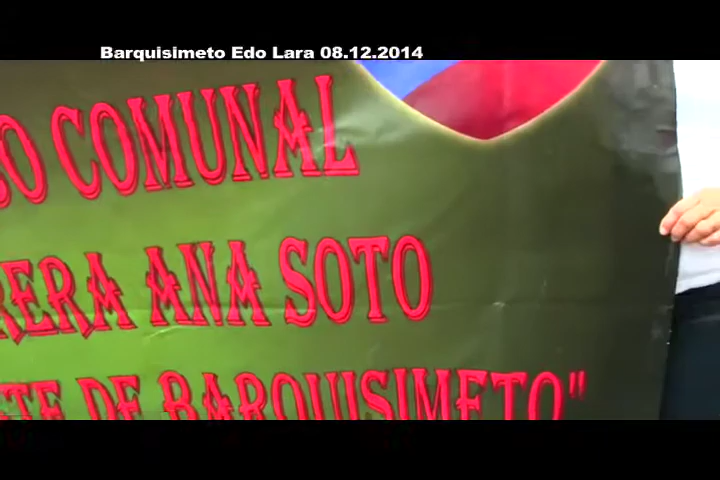 Barquisimeto Edo Lara 08.12.2014
COMUNAL
ANA SOTO
DE BARQUISIMETO"